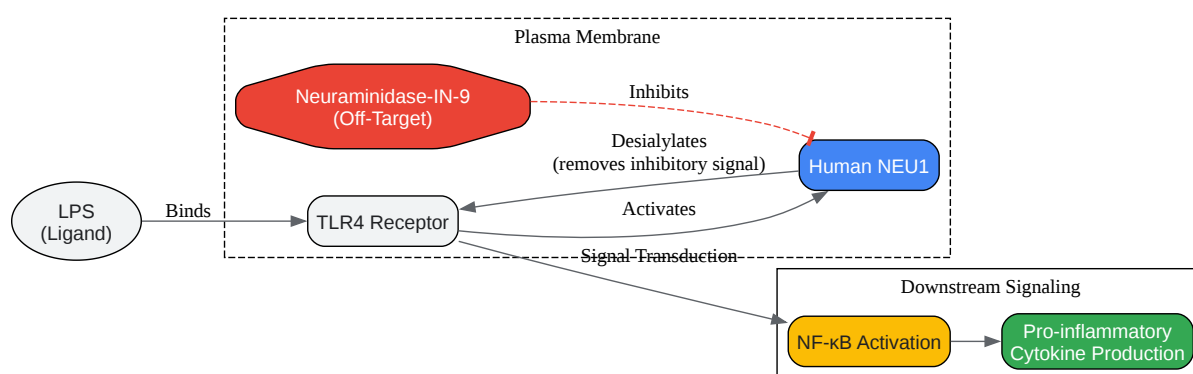 Plasma Membrane
Neuraminidase-IN-9
(Off-Target)
Inhibits
Desialylates
(removes inhibitory signal)
Human NEU1
LPS
(Ligand)
Binds
TLR4 Receptor
Activates
Signal Transduction
Downstream Signaling
NF-κB Activation
Pro-inflammatory
Cytokine Production